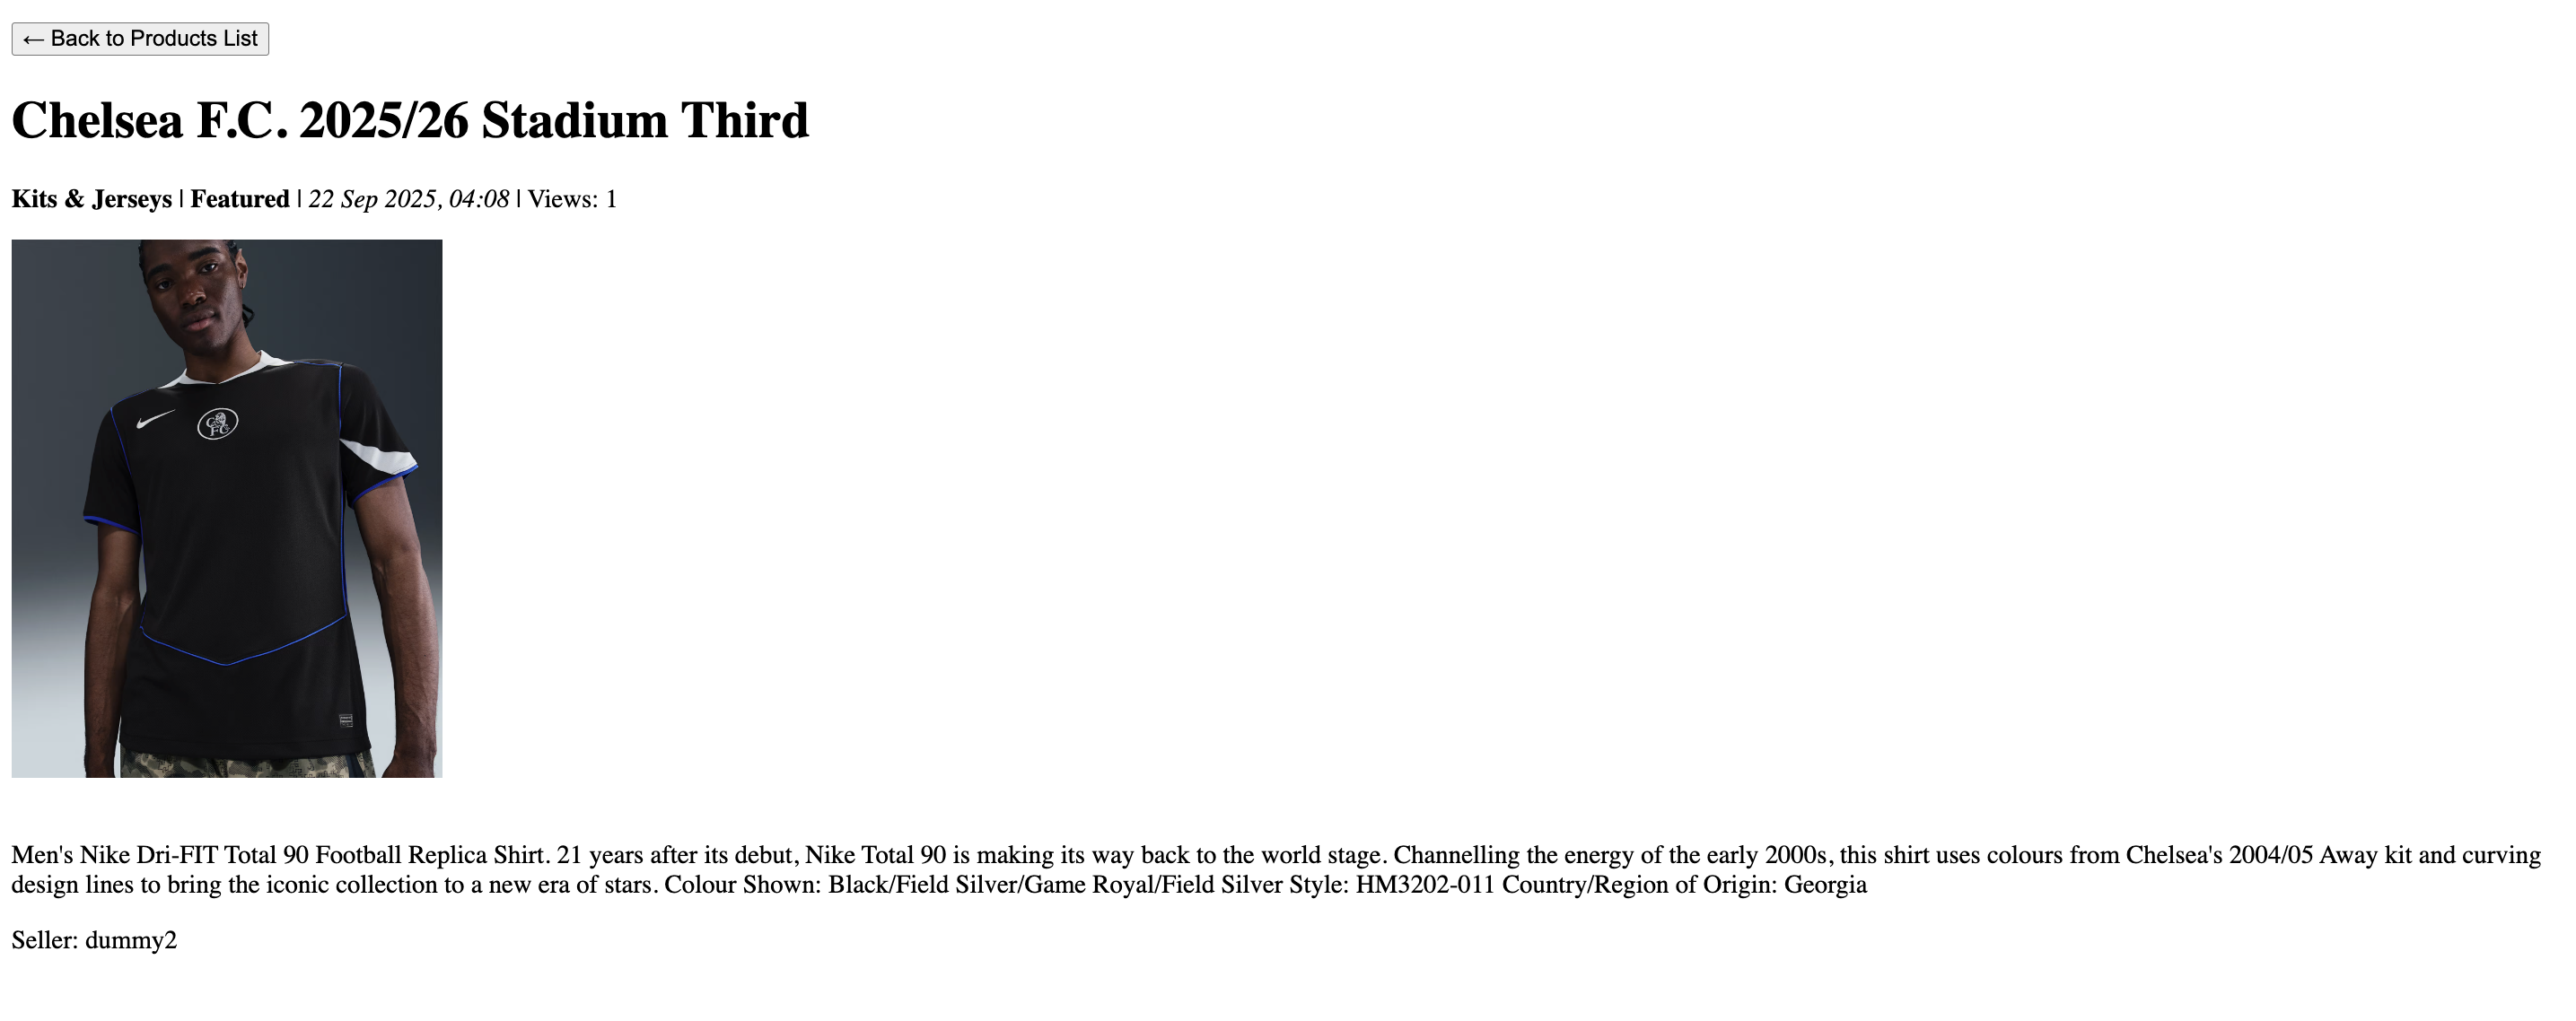 ← Back to Products List
Chelsea F.C. 2025/26 Stadium Third
Kits & Jerseys | Featured | 22 Sep 2025, 04:08 | Views: 1
CFC
Men's Nike Dri-FIT Total 90 Football Replica Shirt. 21 years after its debut, Nike Total 90 is making its way back to the world stage. Channelling the energy of the early 2000s, this shirt uses colours from Chelsea's 2004/05 Away kit and curving
design lines to bring the iconic collection to a new era of stars. Colour Shown: Black/Field Silver/Game Royal/Field Silver Style: HM3202-011 Country/Region of Origin: Georgia
Seller: dummy2